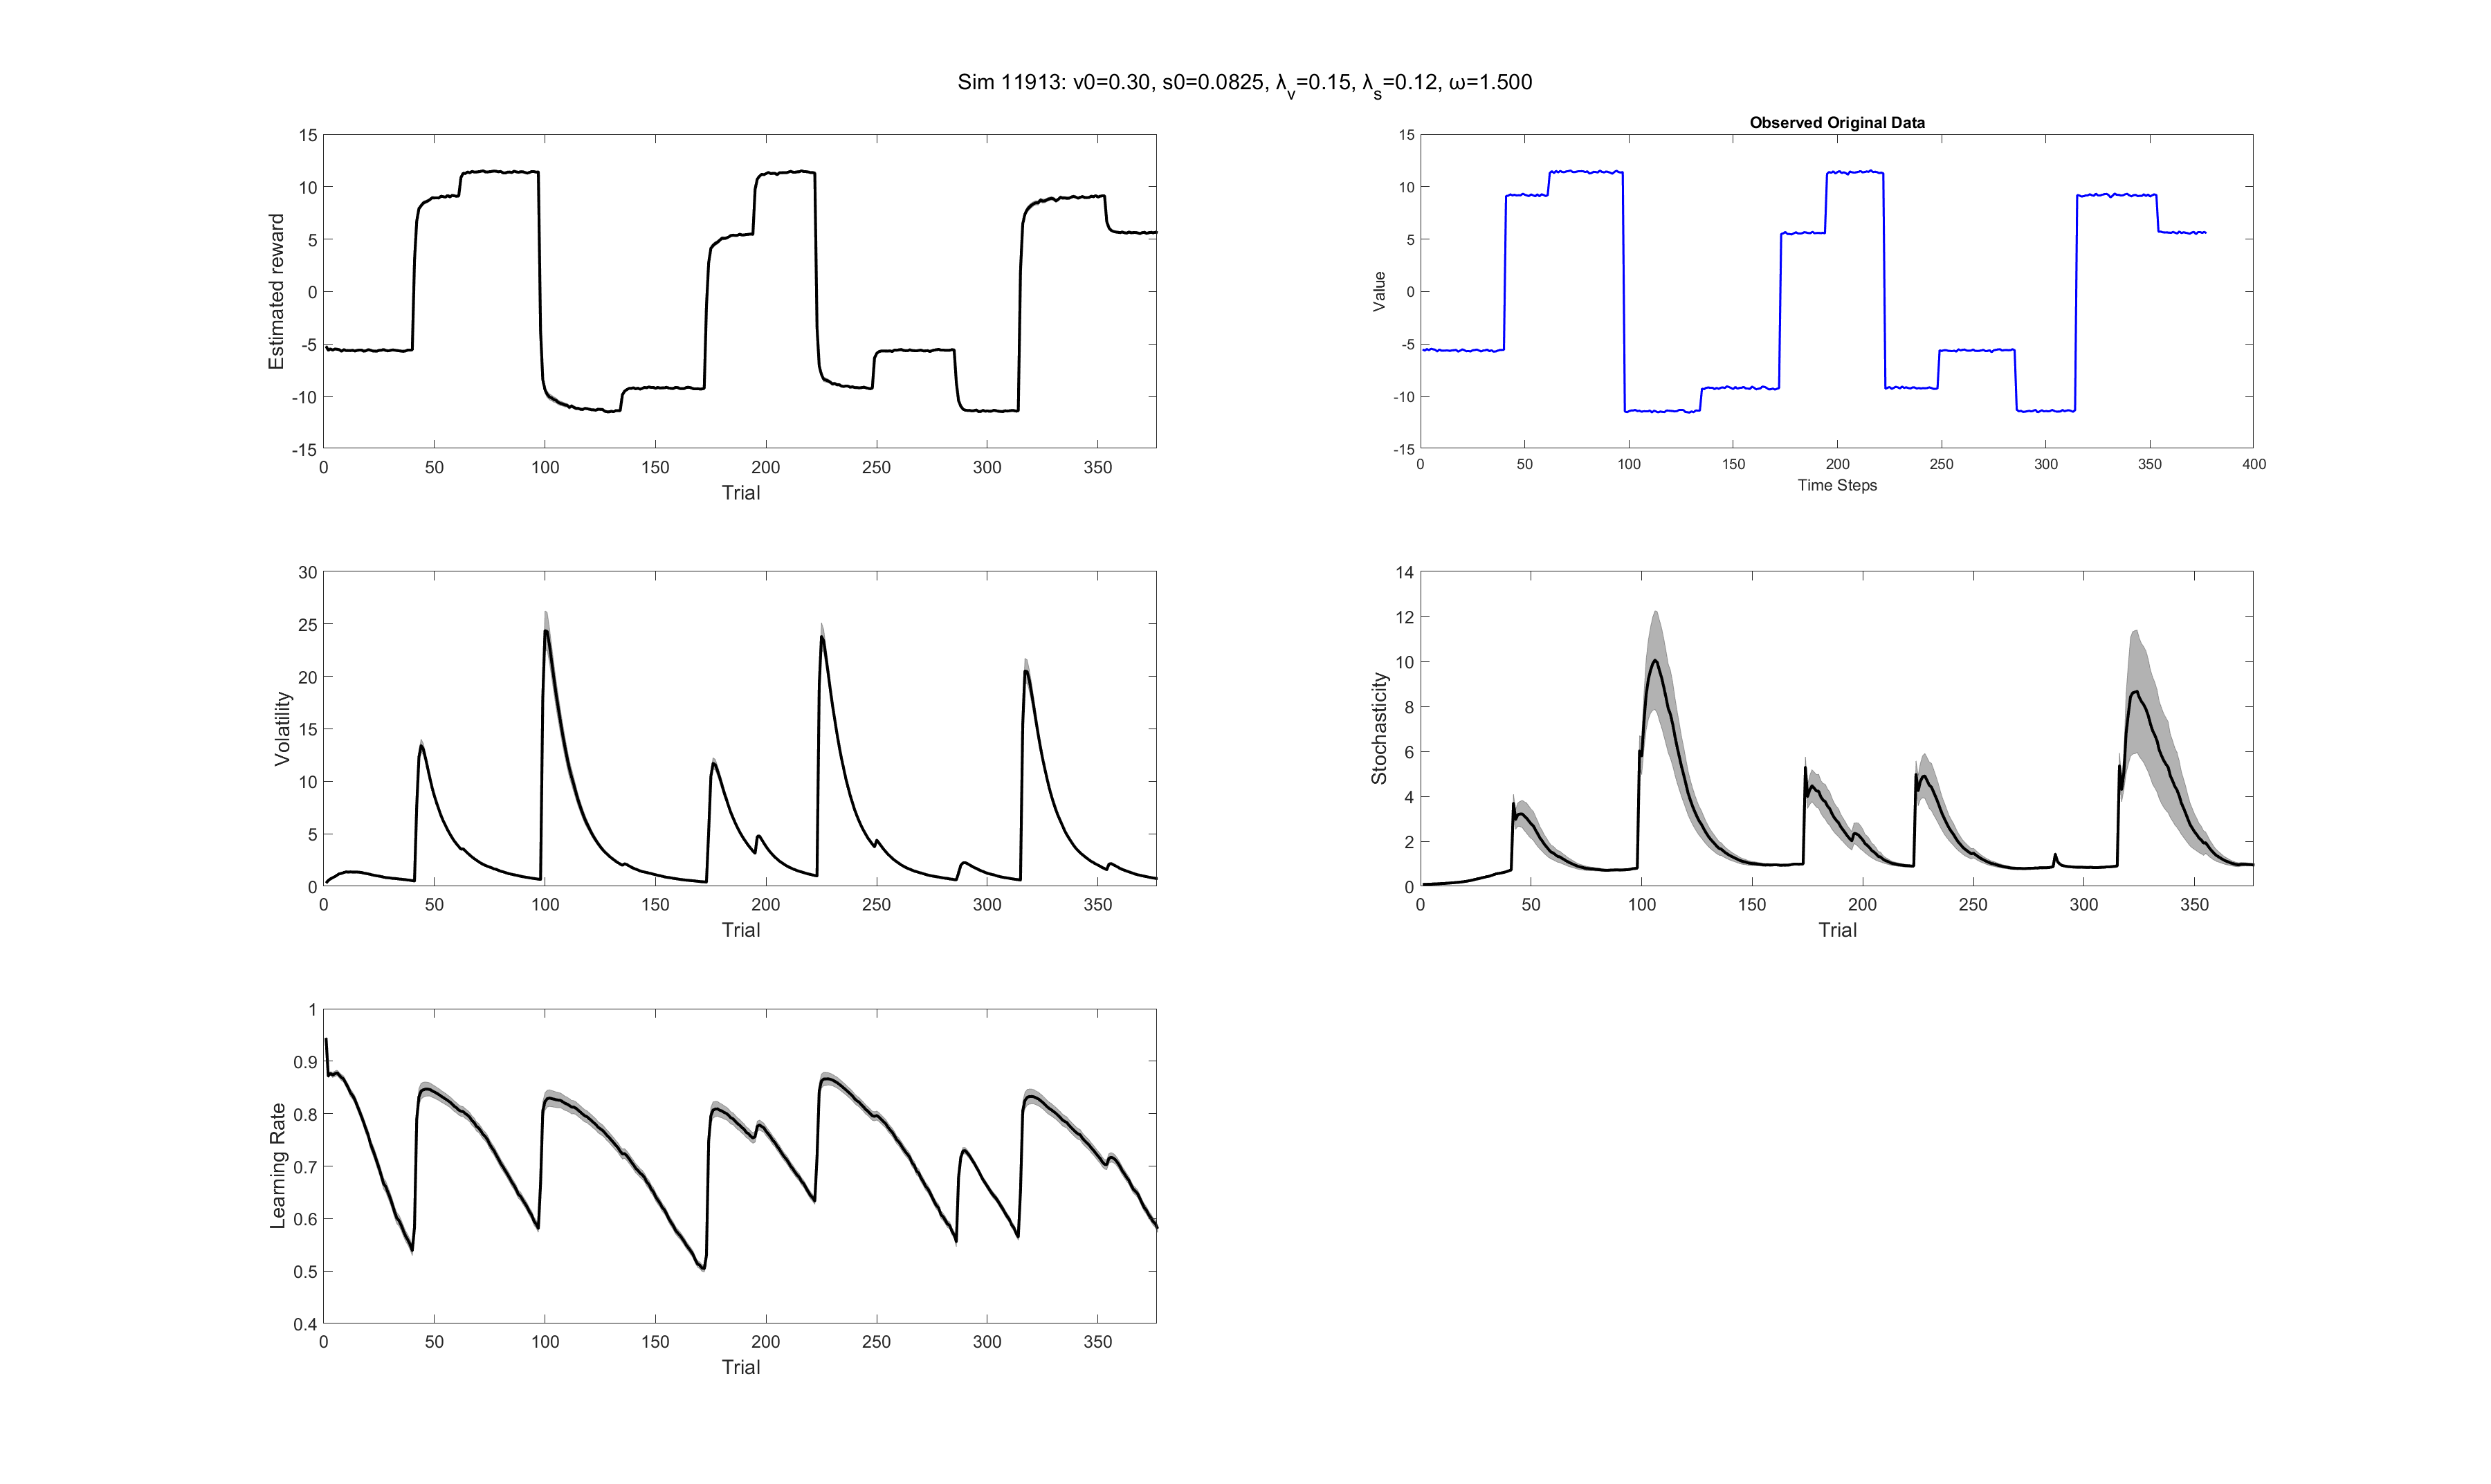 Sim 11913: v0=0.30, s0=0.0825, λ_v=0.15, λ_s=0.12, ω=1.500
15
10
5
0
-5
-10
-15
Estimated reward
0 50 100 150 200 250 300 350
Trial
Observed Original Data
15
10
5
0
-5
-10
-15
Value
0 50 100 150 200 250 300 350 400
Time Steps
30
25
20
15
10
5
0
Volatility
0 50 100 150 200 250 300 350
Trial
14
12
10
8
6
4
2
0
Stochasticity
0 50 100 150 200 250 300 350
Trial
1
0.9
0.8
0.7
0.6
0.5
0.4
Learning Rate
0 50 100 150 200 250 300 350
Trial